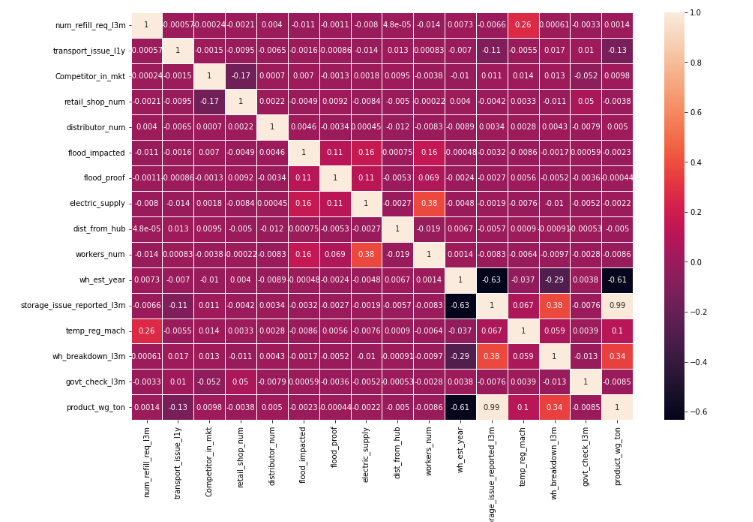 num_refill_req_l3m 1 -0.00057 -0.00024 -0.0021 0.004 -0.011 -0.0011 -0.008 4.8e-05 -0.014 0.0073 -0.0066 0.26 0.00061 -0.0033 0.0014
transport_issue_l1y -0.00057 1 -0.0015 -0.0095 -0.0065 -0.0016 -0.00086 -0.014 0.013 0.00083 -0.007 -0.11 -0.0055 0.017 0.01 -0.13
Competitor_in_mkt -0.00024 -0.0015 1 -0.17 0.0007 0.007 -0.0013 0.0018 0.0095 -0.0038 -0.01 0.011 0.014 0.013 -0.052 0.0098
retail_shop_num -0.0021 -0.0095 -0.17 1 0.0022 -0.0049 0.0092 -0.0084 -0.005 -0.00022 0.004 -0.0042 0.0033 -0.011 0.05 -0.0038
distributor_num 0.004 -0.0065 0.0007 0.0022 1 0.0046 -0.0034 0.00045 -0.012 -0.0083 -0.0089 0.0034 0.0028 0.0043 -0.0079 0.005
flood_impacted -0.011 -0.0016 0.007 -0.0049 0.0046 1 0.11 0.16 0.00075 0.16 -0.00048 -0.0032 -0.0086 -0.0017 0.00059 -0.0023
flood_proof -0.0011 -0.00086 -0.0013 0.0092 -0.0034 0.11 1 0.11 -0.0053 0.069 -0.0024 -0.0027 0.0056 -0.0052 -0.0036 -0.00044
electric_supply -0.008 -0.014 0.0018 -0.0084 0.00045 0.16 0.11 1 -0.0027 0.38 -0.0048 -0.0019 -0.0076 -0.01 -0.0052 -0.0022
dist_from_hub 4.8e-05 0.013 0.0095 -0.005 -0.012 0.00075 -0.0053 -0.0027 1 -0.019 0.0067 -0.0057 0.0009 -0.00091 -0.00053 -0.005
workers_num -0.014 0.00083 -0.0038 -0.00022 -0.0083 0.16 0.069 0.38 -0.019 1 0.0014 -0.0083 -0.0064 -0.0097 -0.0028 -0.0086
wh_est_year 0.0073 -0.007 -0.01 0.004 -0.0089 -0.00048 -0.0024 -0.0048 0.0067 0.0014 1 -0.63 -0.037 -0.29 0.0038 -0.61
storage_issue_reported_l3m -0.0066 -0.11 0.011 -0.0042 0.0034 -0.0032 -0.0027 -0.0019 -0.0057 -0.0083 -0.63 1 0.067 0.38 -0.0076 0.99
temp_reg_mach 0.26 -0.0055 0.014 0.0033 0.0028 -0.0086 0.0056 -0.0076 0.0009 -0.0064 -0.037 0.067 1 0.059 0.0039 0.1
wh_breakdown_l3m 0.00061 0.017 0.013 -0.011 0.0043 -0.0017 -0.0052 -0.01 -0.00091 -0.0097 -0.29 0.38 0.059 1 -0.013 0.34
govt_check_l3m -0.0033 0.01 -0.052 0.05 -0.0079 0.00059 -0.0036 -0.0052 -0.00053 -0.0028 0.0038 -0.0076 0.0039 -0.013 1 -0.0085
product_wg_ton 0.0014 -0.13 0.0098 -0.0038 0.005 -0.0023 -0.00044 -0.0022 -0.005 -0.0086 -0.61 0.99 0.1 0.34 -0.0085 1
num_refill_req_l3m
transport_issue_l1y
Competitor_in_mkt
retail_shop_num
distributor_num
flood_impacted
flood_proof
electric_supply
dist_from_hub
workers_num
wh_est_year
orage_issue_reported_l3m
temp_reg_mach
wh_breakdown_l3m
govt_check_l3m
product_wg_ton
1.0
0.8
0.6
0.4
0.2
0.0
−0.2
−0.4
−0.6